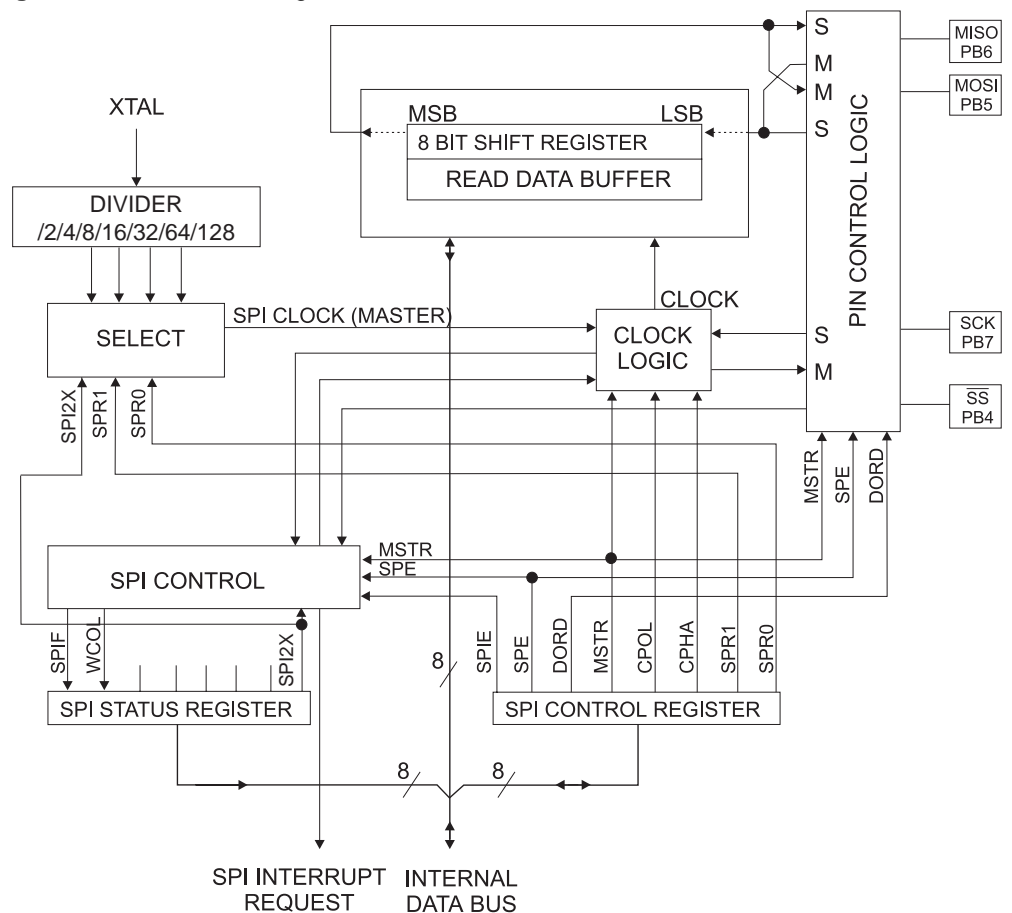 S
M
M
S
MISO
PB6
MOSI
PB5
XTAL
MSB
LSB
8 BIT SHIFT REGISTER
READ DATA BUFFER
DIVIDER
/2/4/8/16/32/64/128
PIN CONTROL LOGIC
SELECT
SPI CLOCK (MASTER)
CLOCK
CLOCK
LOGIC
S
M
SCK
PB7
SS
PB4
SPI2X
SPR1
SPR0
MSTR
SPE
DORD
SPI CONTROL
MSTR
SPE
SPIF
WCOL
SPI2X
8
SPIE
SPE
DORD
MSTR
CPOL
CPHA
SPR1
SPR0
SPI STATUS REGISTER
SPI CONTROL REGISTER
8
8
SPI INTERRUPT
REQUEST
INTERNAL
DATA BUS